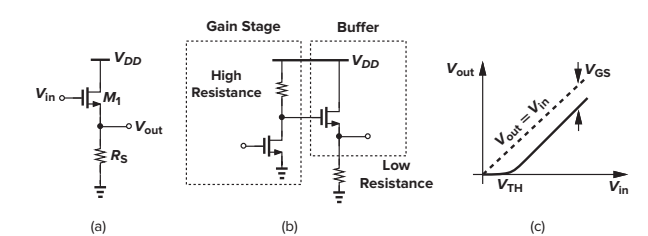 V_DD
V_in
M_1
V_out
R_S
(a)
Gain Stage
Buffer
V_DD
High
Resistance
Low
Resistance
(b)
V_out
V_GS
V_out = V_in
V_TH
V_in
(c)